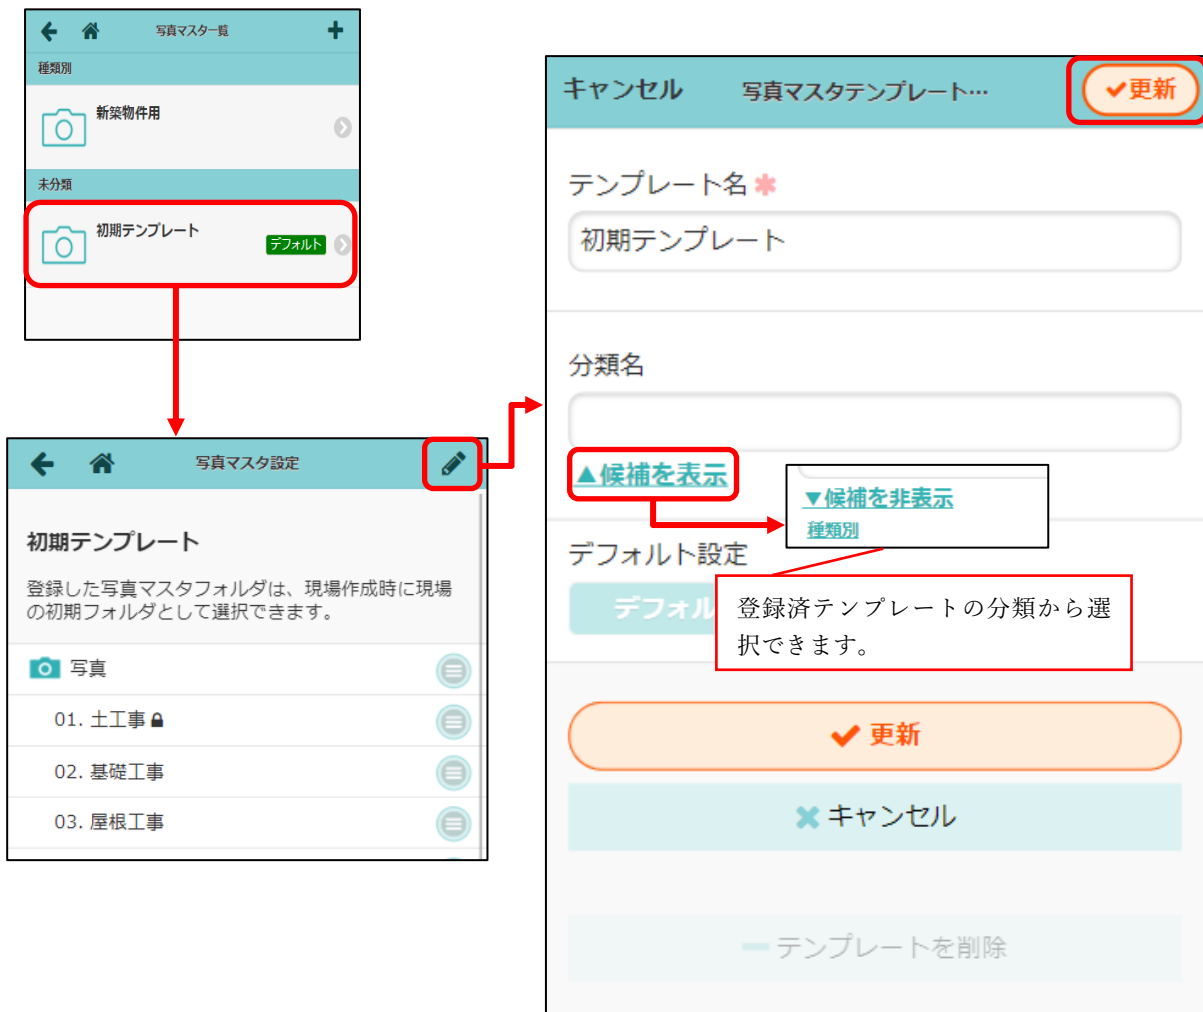 写真マスター覧
種類別
新築物件用
未分類
初期テンプレート
デフォルト
写真マスタ設定
初期テンプレート
登録した写真マスタフォルダは、現場作成時に現場
の初期フォルダとして選択できます。
写真
01. 土工事
02. 基礎工事
03. 屋根工事
キャンセル
写真マスタテンプレート…
更新
テンプレート名
初期テンプレート
分類名
▲候補を表示
▼候補を非表示
種類別
デフォルト設定
デフォル
登録済テンプレートの分類から選
択できます。
更新
キャンセル
テンプレートを削除